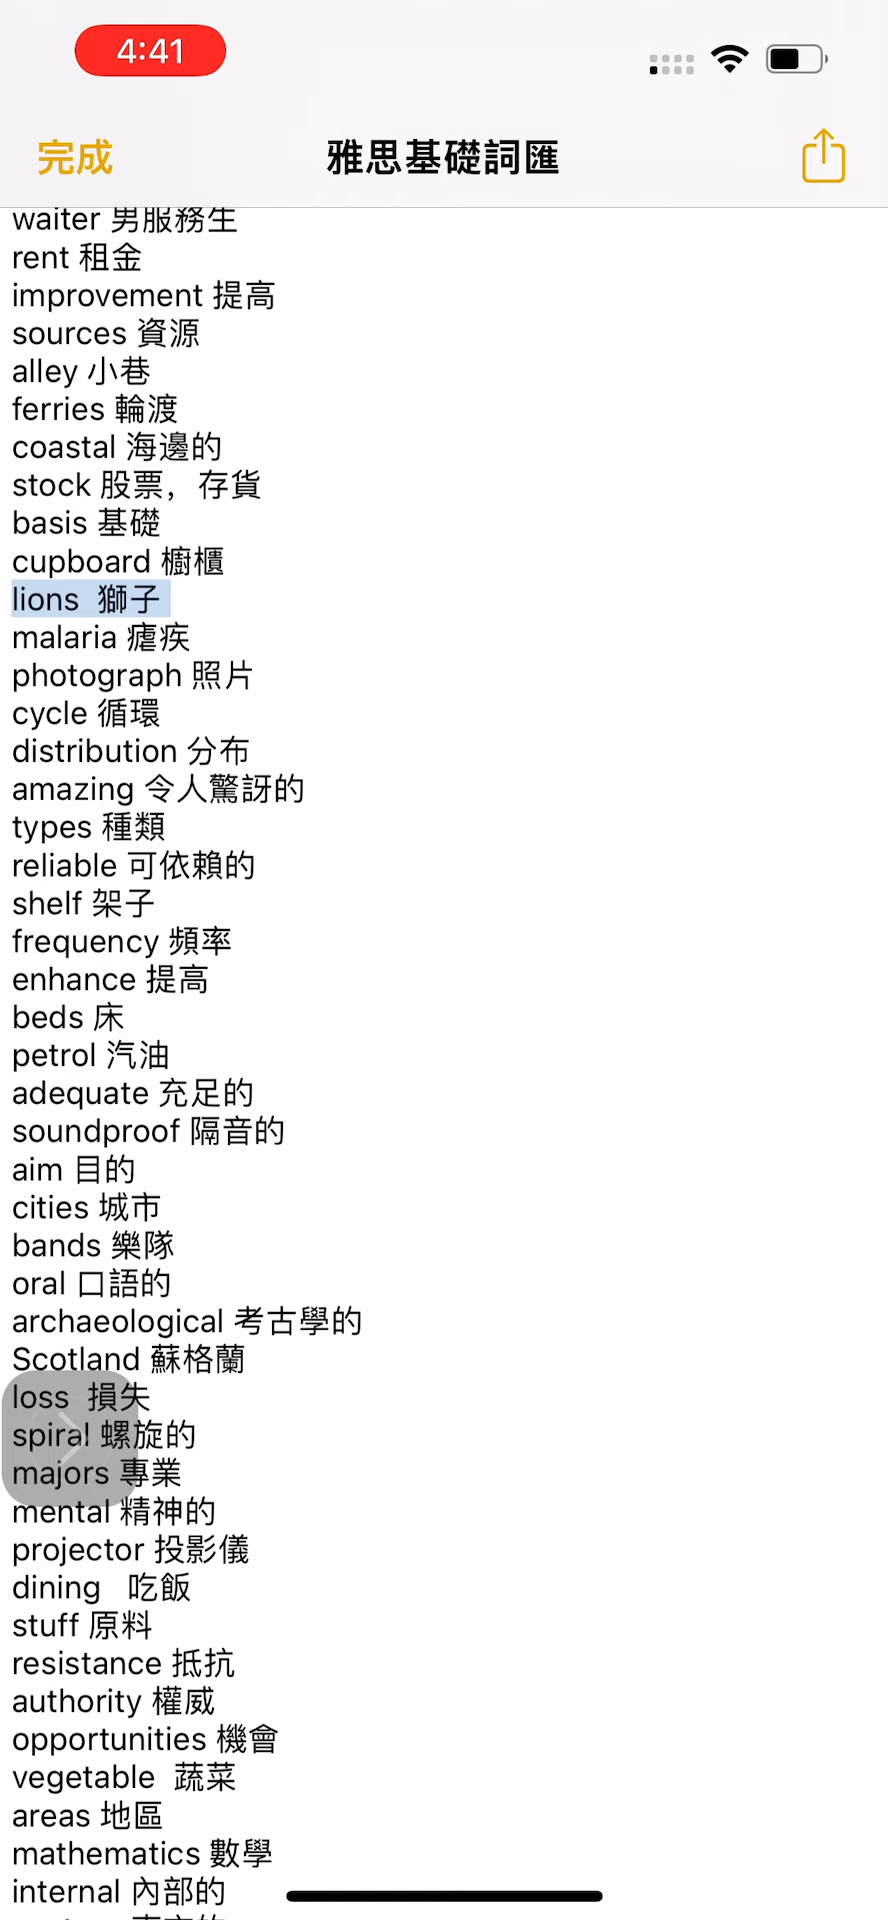 4:41
完成
雅思基礎詞匯
waiter 男服務生
rent 租金
improvement 提高
sources 資源
alley 小巷
ferries 輪渡
coastal 海邊的
stock 股票，存貨
basis 基礎
cupboard 櫥櫃
lions  獅子
malaria 瘧疾
photograph 照片
cycle 循環
distribution 分布
amazing 令人驚訝的
types 種類
reliable 可依賴的
shelf 架子
frequency 頻率
enhance 提高
beds 床
petrol 汽油
adequate 充足的
soundproof 隔音的
aim 目的
cities 城市
bands 樂隊
oral 口語的
archaeological 考古學的
Scotland 蘇格蘭
loss  損失
spiral 螺旋的
majors 專業
mental 精神的
projector 投影儀
dining   吃飯
stuff 原料
resistance 抵抗
authority 權威
opportunities 機會
vegetable  蔬菜
areas 地區
mathematics 數學
internal 內部的